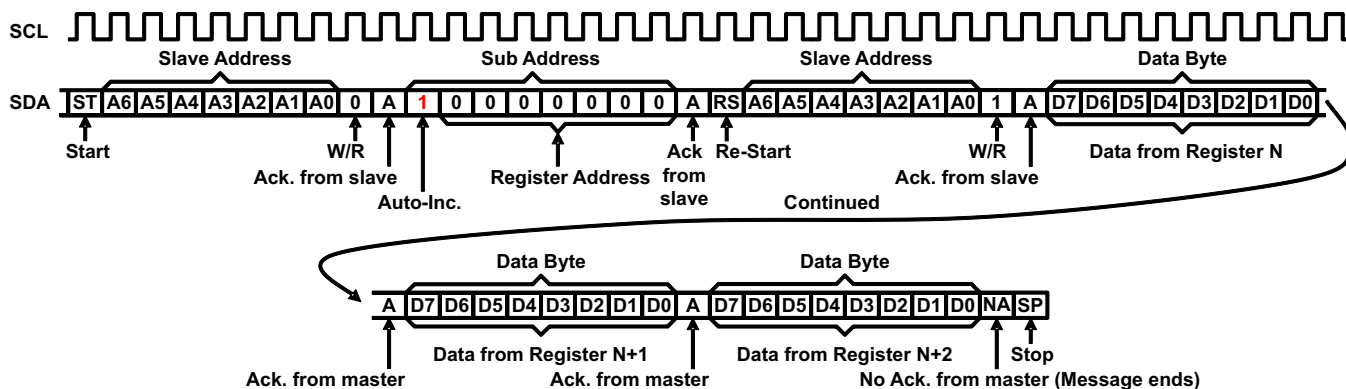 SCL
Slave Address Sub Address Slave Address Data Byte
SDA ST A6 A5 A4 A3 A2 A1 A0 0 A 1 0 0 0 0 0 0 0 A RS A6 A5 A4 A3 A2 A1 A0 1 A D7 D6 D5 D4 D3 D2 D1 D0
Start W/R Ack Re-Start W/R Data from Register N
Ack. from slave Register Address from Ack. from slave
Auto-Inc. slave Continued
Data Byte Data Byte
A D7 D6 D5 D4 D3 D2 D1 D0 A D7 D6 D5 D4 D3 D2 D1 D0 NA SP
Data from Register N+1 Data from Register N+2 Stop
Ack. from master Ack. from master No Ack. from master (Message ends)